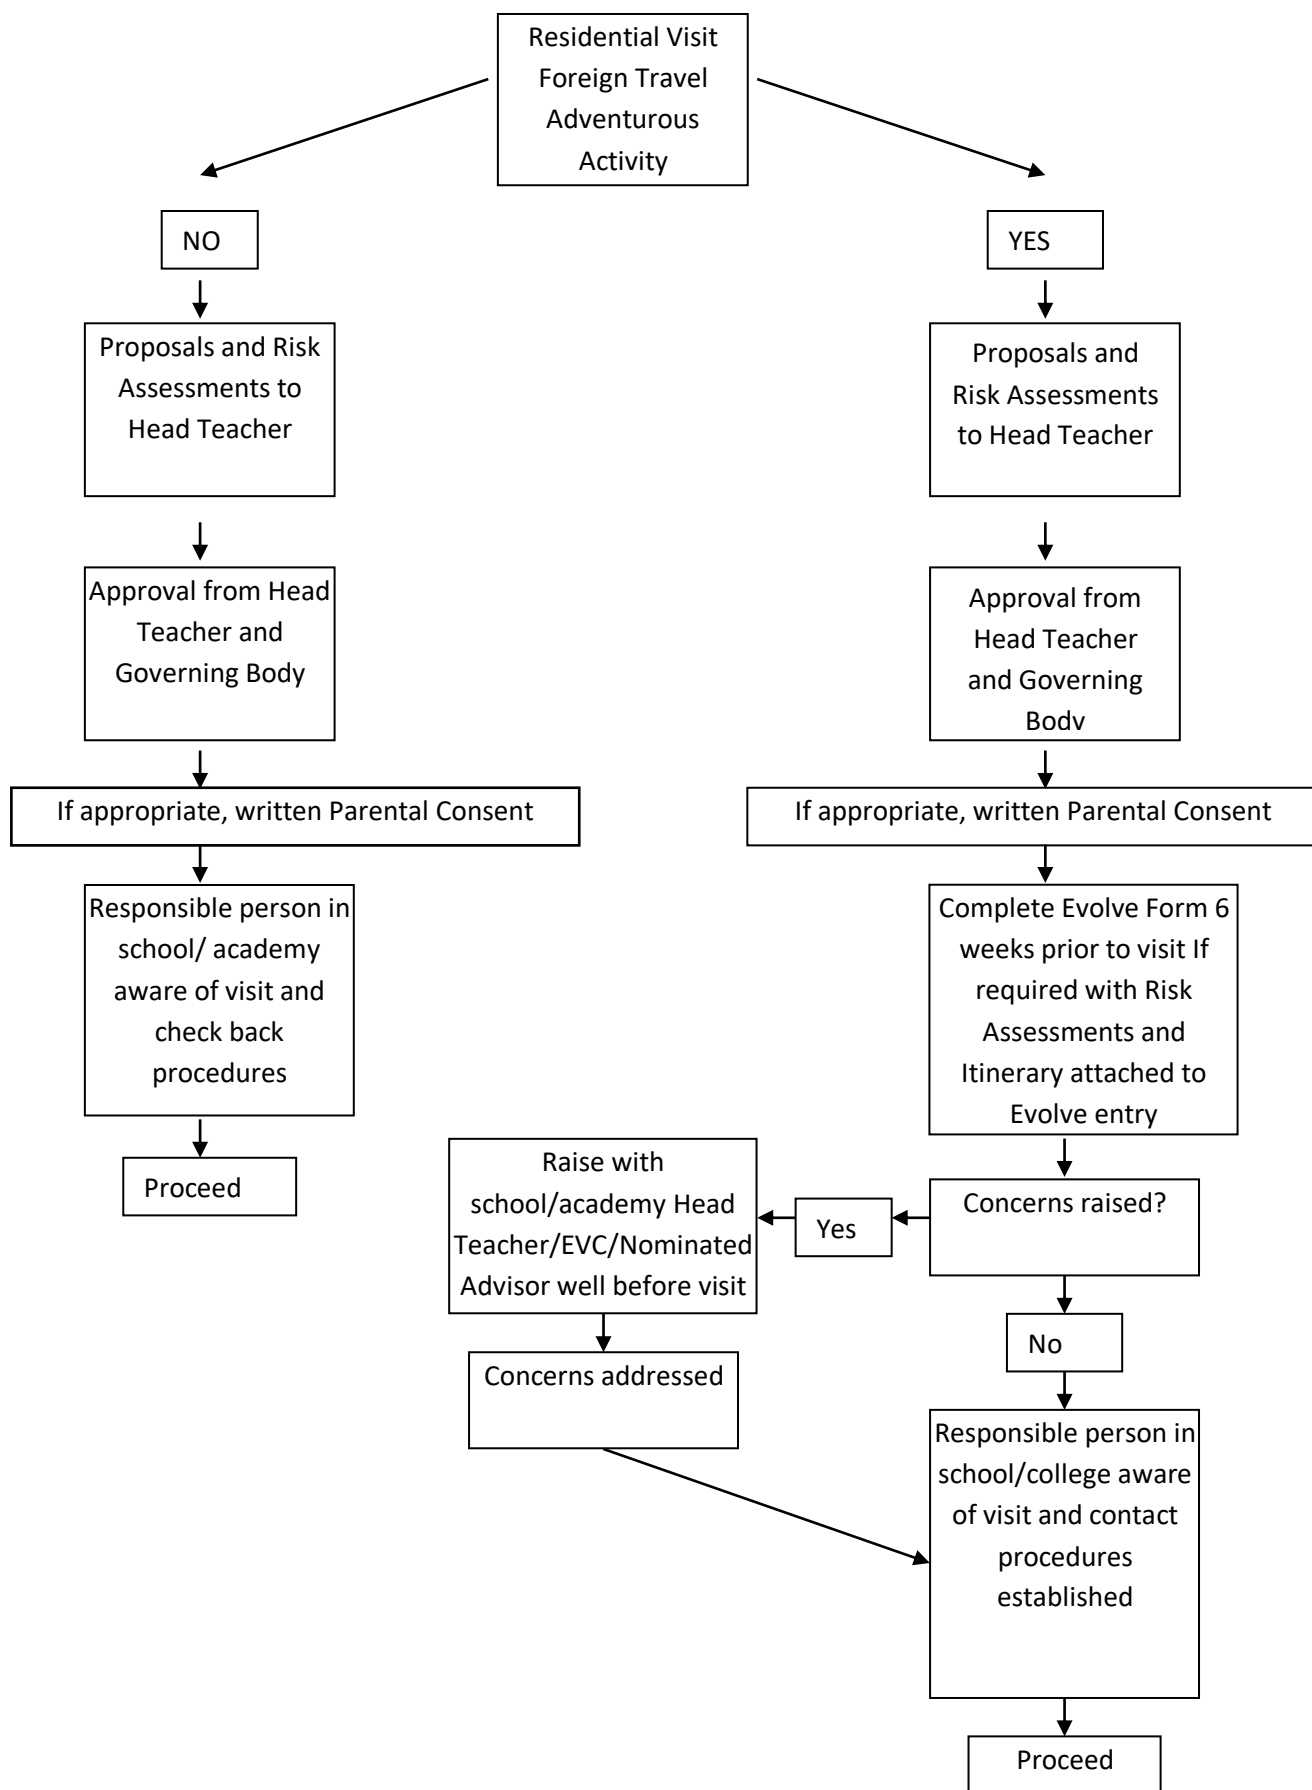 Residential Visit
Foreign Travel
Adventurous
Activity
NO
YES
Proposals and Risk
Assessments to
Head Teacher
Proposals and
Risk Assessments
to Head Teacher
Approval from Head
Teacher and
Governing Body
Approval from
Head Teacher
and Governing
Body
If appropriate, written Parental Consent
If appropriate, written Parental Consent
Responsible person in
school/ academy
aware of visit and
check back
procedures
Proceed
Complete Evolve Form 6
weeks prior to visit If
required with Risk
Assessments and
Itinerary attached to
Evolve entry
Concerns raised?
Yes
Raise with
school/academy Head
Teacher/EVC/Nominated
Advisor well before visit
Concerns addressed
No
Responsible person in
school/college aware
of visit and contact
procedures
established
Proceed